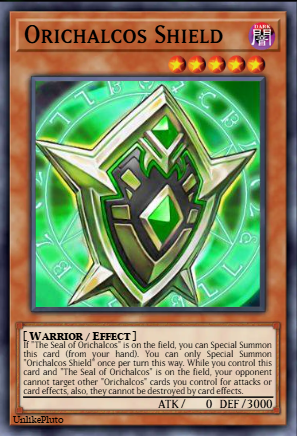 Orichalcos Shield
DARK
闇
[ Warrior / Effect ]
If "The Seal of Orichalcos" is on the field, you can Special Summon
this card (from your hand). You can only Special Summon
"Orichalcos Shield" once per turn this way. While you control this
card and "The Seal of Orichalcos" is on the field, your opponent
cannot target other "Orichalcos" cards you control for attacks or
card effects, also, they cannot be destroyed by card effects.
ATK / 0 DEF / 3000
UnlikePluto